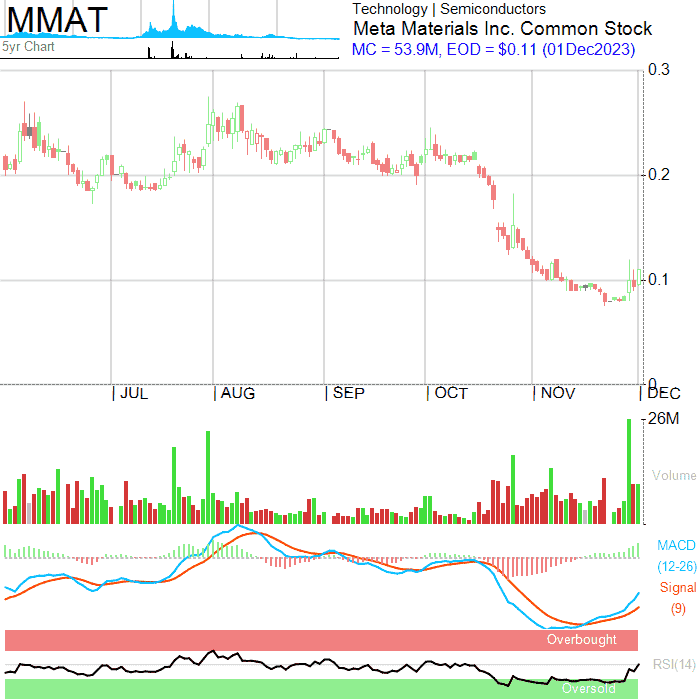 MMAT
5yr Chart
Technology | Semiconductors
Meta Materials Inc. Common Stock
MC = 53.9M, EOD = $0.11 (01Dec2023)
0.3
0.2
0.1
0
JUL
AUG
SEP
OCT
NOV
DEC
26M
Volume
MACD
(12-26)
Signal
(9)
Overbought
RSI(14)
Oversold